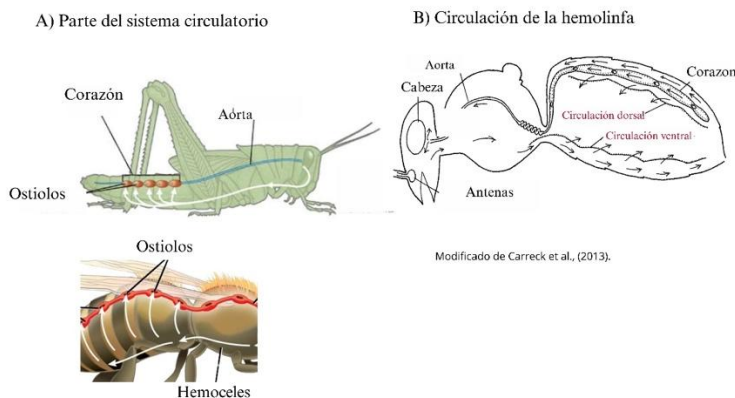 A) Parte del sistema circulatorio
Corazón
Aórta
Ostiolos
Ostiolos
Hemoceles
B) Circulación de la hemolinfa
Aorta
Cabeza
Corazon
Circulación dorsal
Circulación ventral
Antenas
Modificado de Carreck et al., (2013).